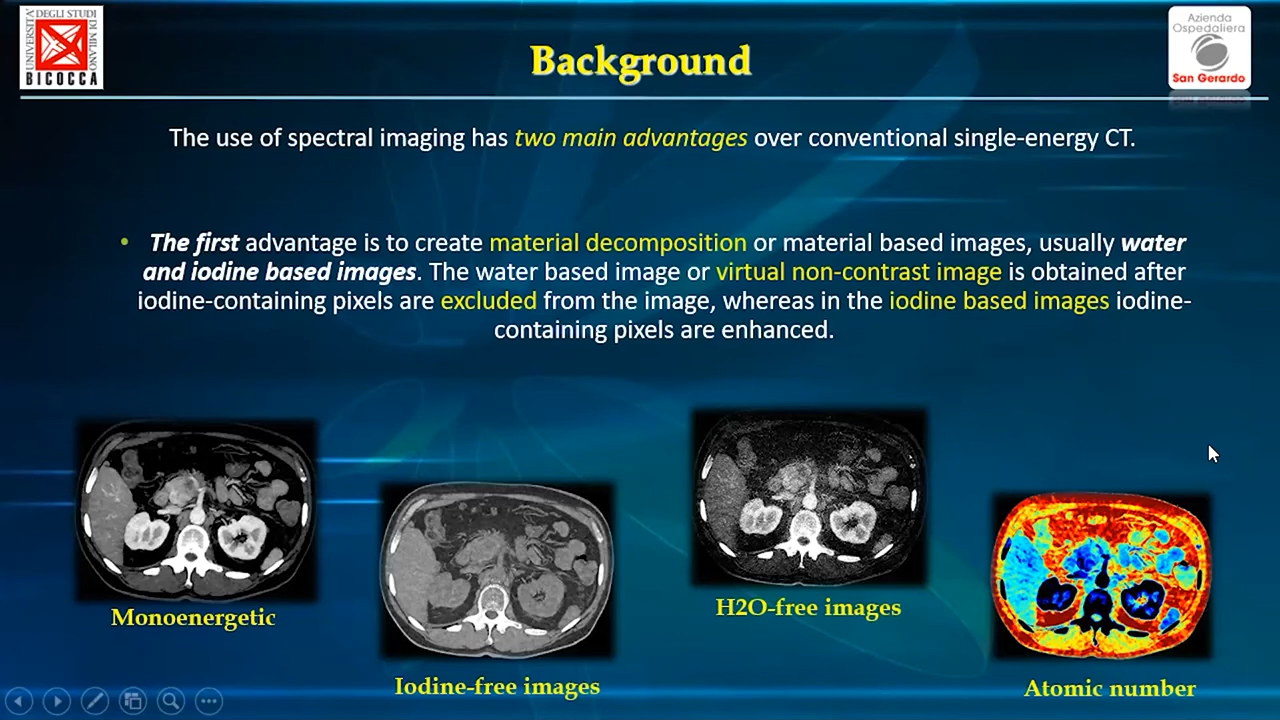 UNIVERSITA' DEGLI STUDI DI MILANO
BICOCCA
Background
Azienda
Ospedaliera
San Gerardo
The use of spectral imaging has two main advantages over conventional single-energy CT.
• The first advantage is to create material decomposition or material based images, usually water
and iodine based images. The water based image or virtual non-contrast image is obtained after
iodine-containing pixels are excluded from the image, whereas in the iodine based images iodine-
containing pixels are enhanced.
Monoenergetic
H2O-free images
Iodine-free images
Atomic number